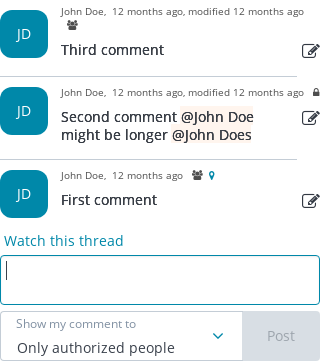 John Doe, 12 months ago, modified 12 months ago
JD
Third comment
John Doe, 12 months ago, modified 12 months ago
JD
Second comment @John Doe
might be longer @John Does
John Doe, 12 months ago
JD
First comment
Watch this thread
Show my comment to
Only authorized people
Post